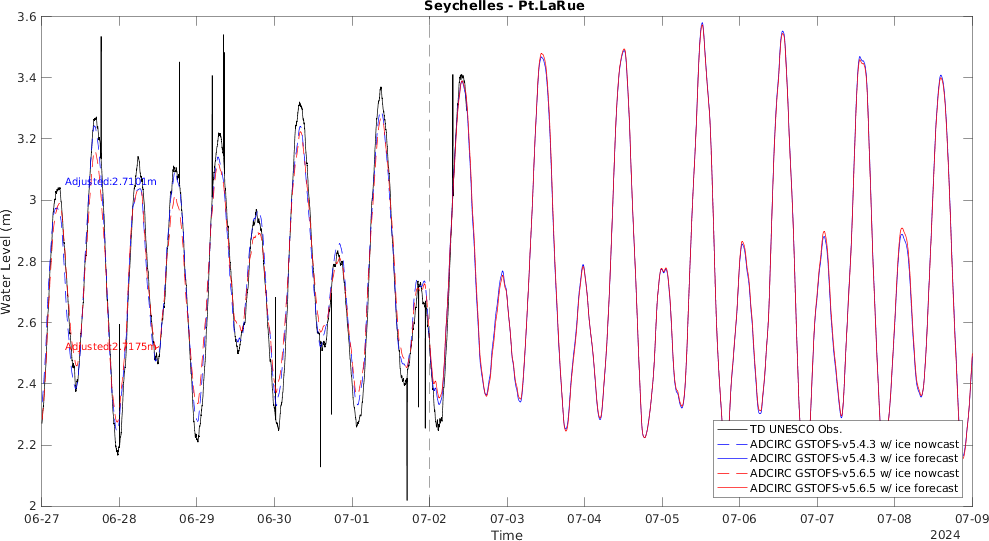 Seychelles - Pt.LaRue
3.6
3.4
3.2
3
2.8
2.6
2.4
2.2
2
Water Level (m)
Adjusted:2.7101m
Adjusted:2.7175m
TD UNESCO Obs.
ADCIRC GSTOFS-v5.4.3 w/ ice nowcast
ADCIRC GSTOFS-v5.4.3 w/ ice forecast
ADCIRC GSTOFS-v5.6.5 w/ ice nowcast
ADCIRC GSTOFS-v5.6.5 w/ ice forecast
06-27 06-28 06-29 06-30 07-01 07-02 07-03 07-04 07-05 07-06 07-07 07-08 07-09
Time
2024